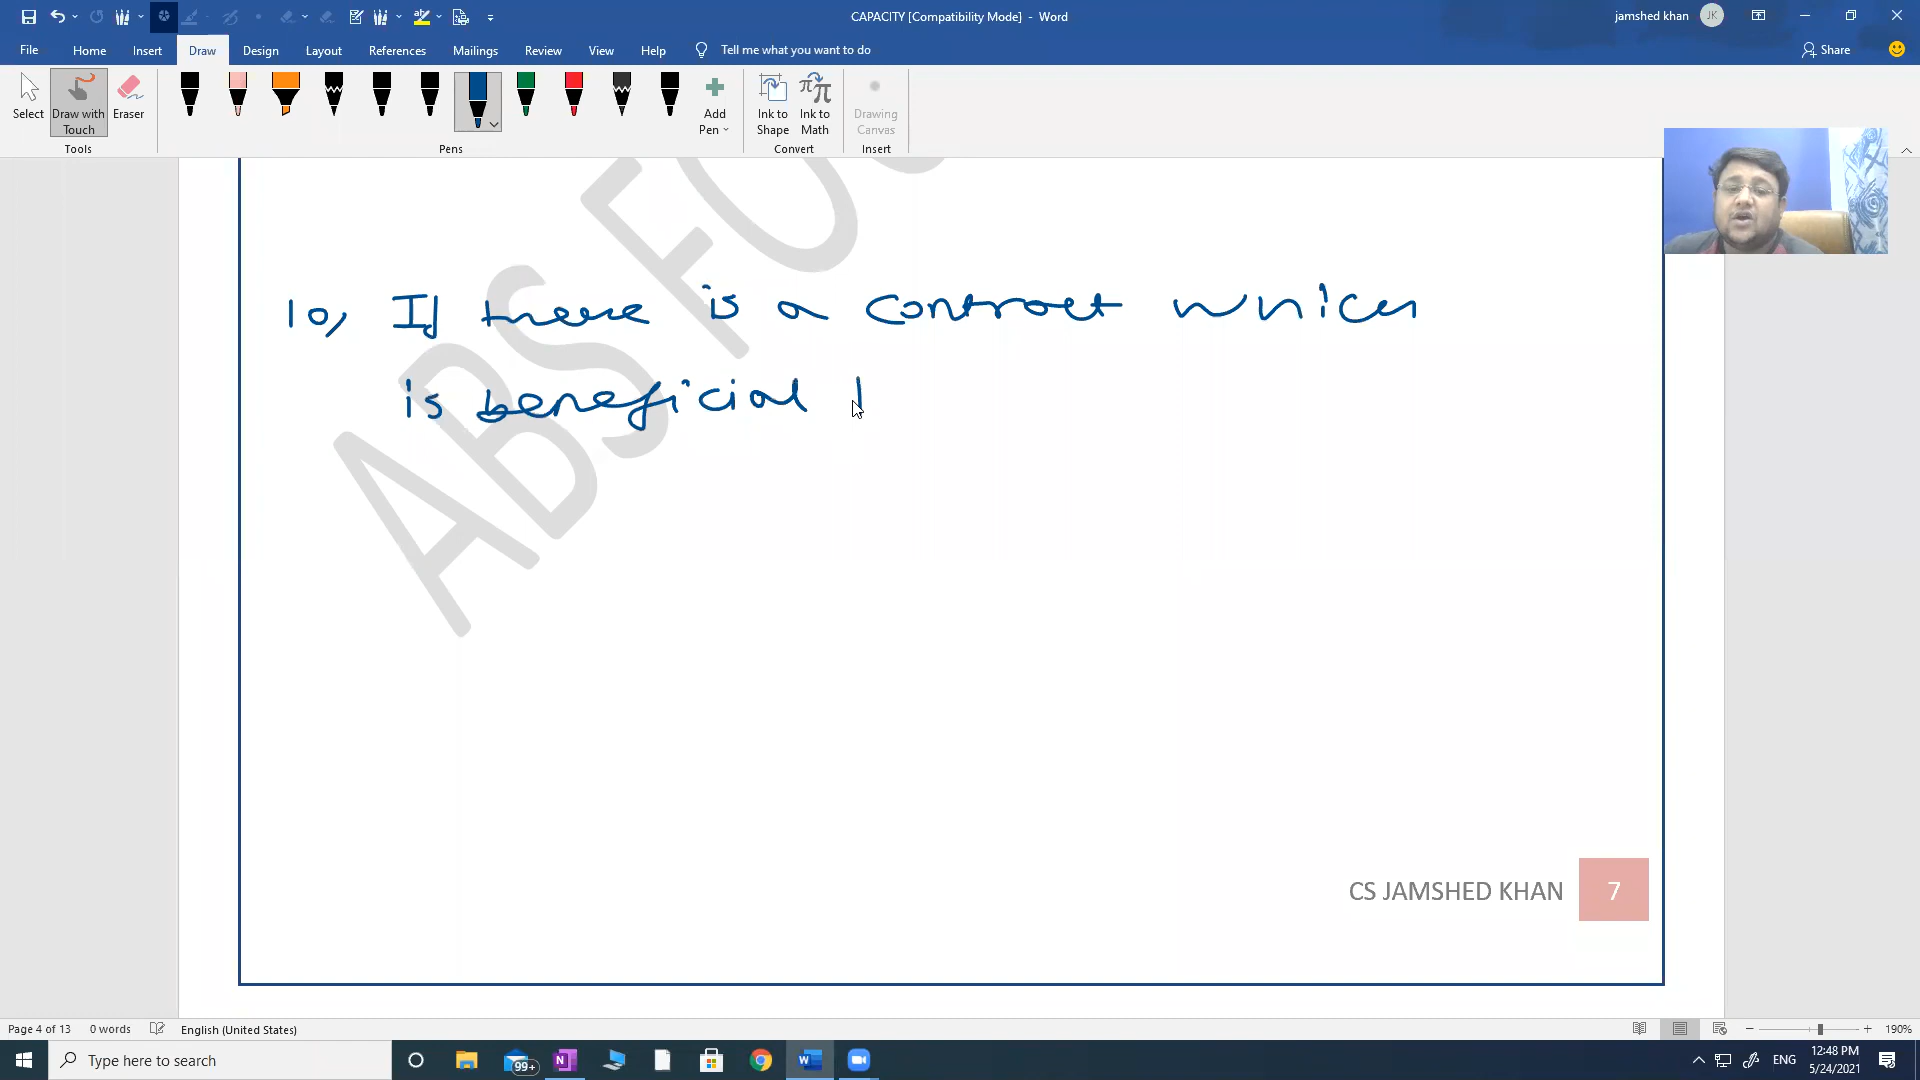 CAPACITY [Compatibility Mode] - Word
jamshed khan JK
File Home Insert Draw Design Layout References Mailings Review View Help Tell me what you want to do Share
Select Draw with Touch Eraser Add Pen Ink to Shape Ink to Math Drawing Canvas
Tools Pens Convert Insert
ABS FO
10, If there is a contract which
is beneficial
CS JAMSHED KHAN 7
Page 4 of 13 0 words English (United States) 190%
Type here to search 99+ ENG 12:48 PM
5/24/2021